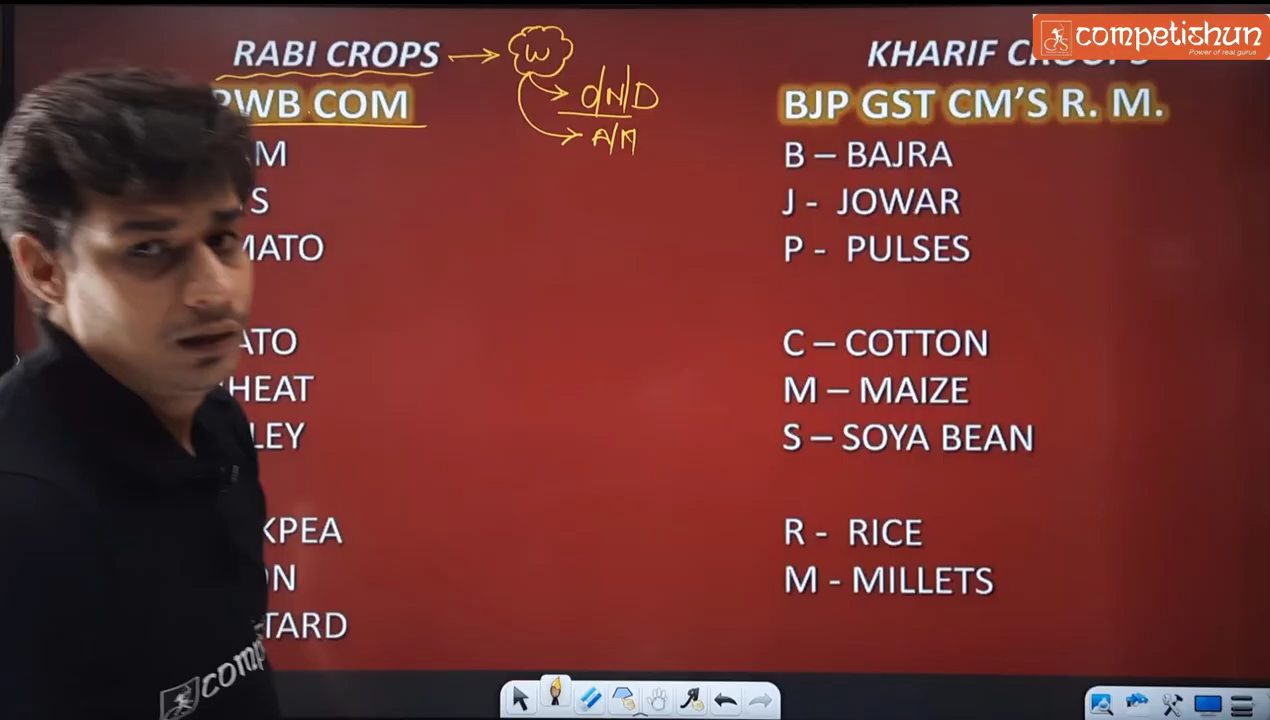 competishun
Power of real gurus
RABI CROPS → W
O/N/D
A/M
PWB COM
KHARIF CROOPS
BJP GST CM'S R. M.
B – BAJRA
J - JOWAR
P - PULSES
C – COTTON
M – MAIZE
S – SOYA BEAN
R - RICE
M - MILLETS
M
S
MATO
ATO
HEAT
LEY
KPEA
ON
TARD
comp